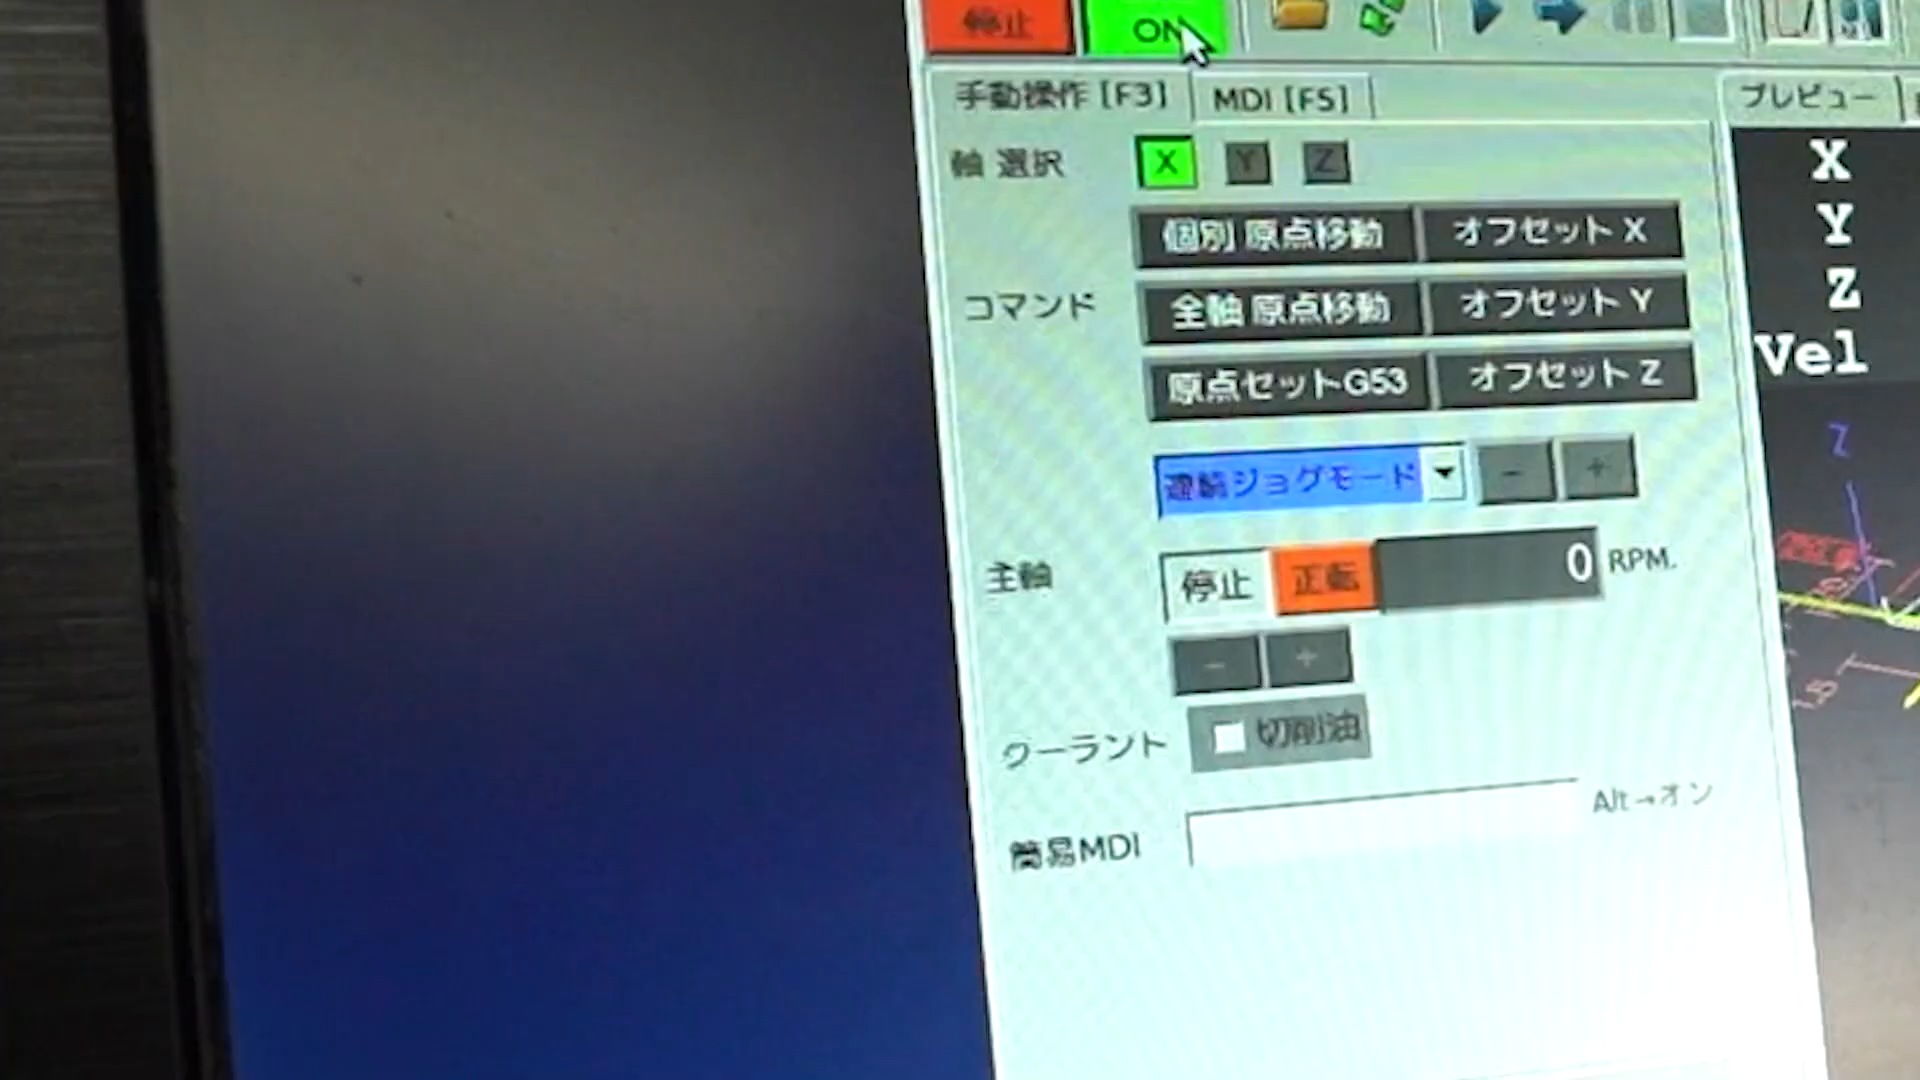 停止 ON
手動操作 [F3] MDI [F5] プレビュー
軸 選択 X Y Z
個別 原点移動 オフセット X
コマンド 全軸 原点移動 オフセット Y
原点セットG53 オフセット Z
連続ジョグモード - +
主軸 停止 正転 0 RPM.
- +
クーラント 切削油
簡易MDI Alt→オン
X
Y
Z
Vel
Z